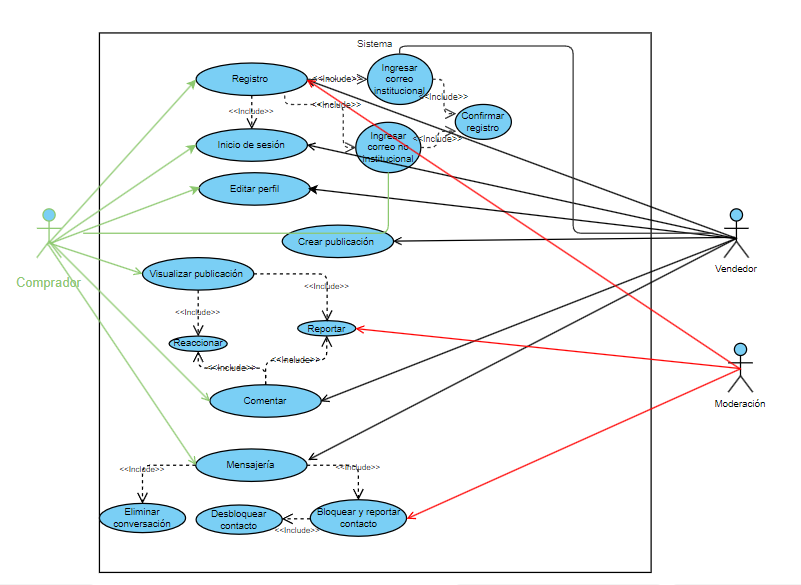 Sistema
Registro
<<Include>>
Ingresar
correo
institucional
<<Include>>
<<Include>>
<<Include>>
Confirmar
registro
Inicio de sesión
Ingresar
correo no
institucional
<<Include>>
Editar perfil
Crear publicación
Comprador
Vendedor
Visualizar publicación
<<Include>>
<<Include>>
Reportar
Reaccionar
<<Include>>
<<Include>>
Comentar
Moderación
Mensajería
<<Include>>
<<Include>>
Eliminar
conversación
Desbloquear
contacto
Bloquear y reportar
contacto
<<Include>>